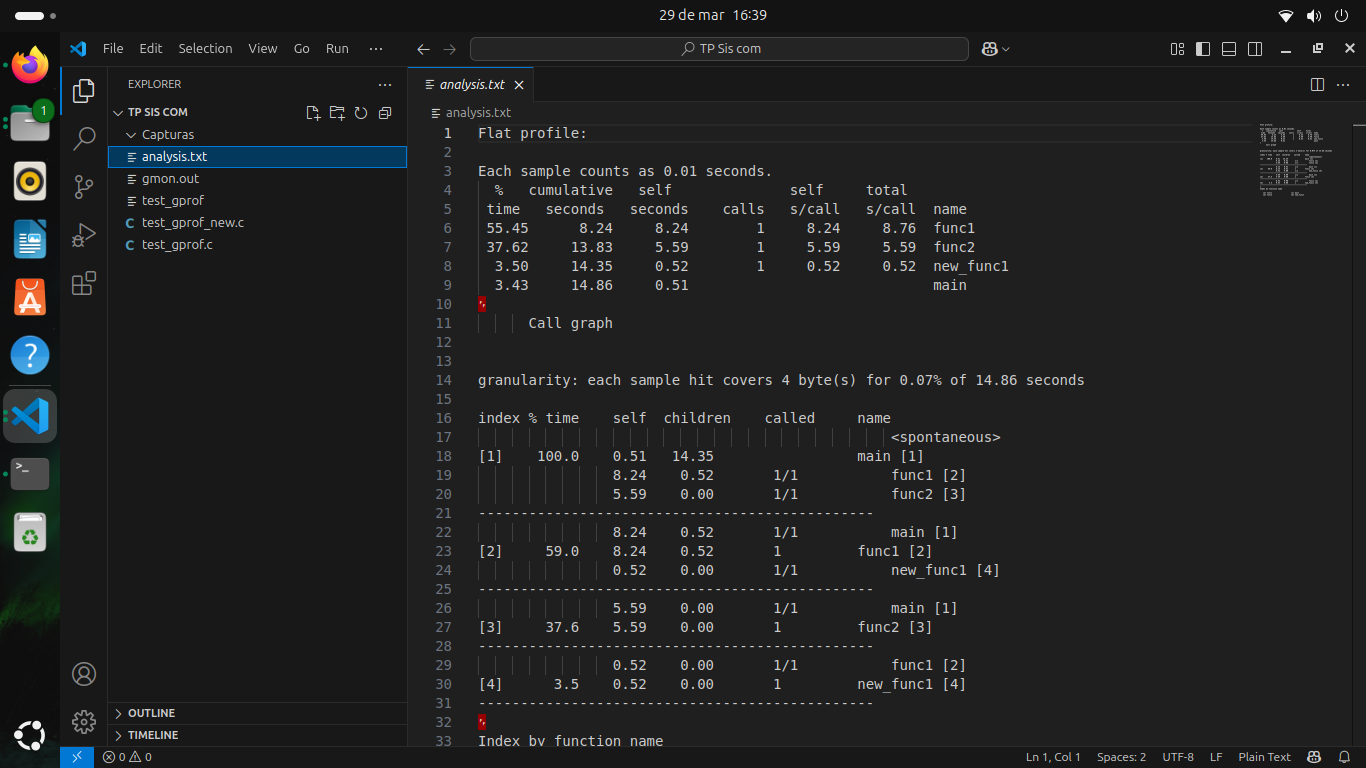 29 de mar 16:39
File Edit Selection View Go Run ···
TP Sis com
EXPLORER
TP SIS COM
Capturas
analysis.txt
gmon.out
test_gprof
C test_gprof_new.c
C test_gprof.c
OUTLINE
TIMELINE
1
analysis.txt
analysis.txt
1 Flat profile:
2
3 Each sample counts as 0.01 seconds.
4 % cumulative self self total
5 time seconds seconds calls s/call s/call name
6 55.45 8.24 8.24 1 8.24 8.76 func1
7 37.62 13.83 5.59 1 5.59 5.59 func2
8 3.50 14.35 0.52 1 0.52 0.52 new_func1
9 3.43 14.86 0.51 main
10
11 Call graph
12
13
14 granularity: each sample hit covers 4 byte(s) for 0.07% of 14.86 seconds
15
16 index % time self children called name
17 <spontaneous>
18 [1] 100.0 0.51 14.35 main [1]
19 8.24 0.52 1/1 func1 [2]
20 5.59 0.00 1/1 func2 [3]
21 -----------------------------------------------
22 8.24 0.52 1/1 main [1]
23 [2] 59.0 8.24 0.52 1 func1 [2]
24 0.52 0.00 1/1 new_func1 [4]
25 -----------------------------------------------
26 5.59 0.00 1/1 main [1]
27 [3] 37.6 5.59 0.00 1 func2 [3]
28 -----------------------------------------------
29 0.52 0.00 1/1 func1 [2]
30 [4] 3.5 0.52 0.00 1 new_func1 [4]
31 -----------------------------------------------
32
33 Index by function name
0 0 Ln 1, Col 1 Spaces: 2 UTF-8 LF Plain Text